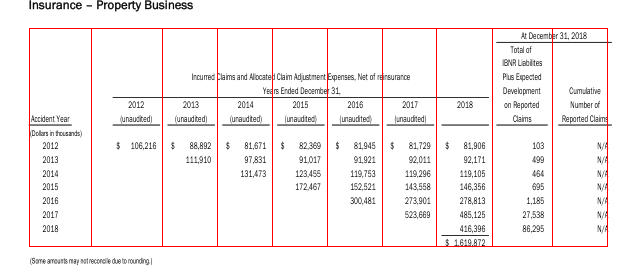 Insurance – Property Business
At December 31, 2018
Total of
IBNR Liabilites
Incurred Claims and Allocated Claim Adjustment Expenses, Net of reinsurance Plus Expected
Years Ended December 31, Development Cumulative
2012 2013 2014 2015 2016 2017 2018 on Reported Number of
Accident Year (unaudited) (unaudited) (unaudited) (unaudited) (unaudited) (unaudited) Claims Reported Claims
(Dollars in thousands)
2012 $ 106,216 $ 88,892 $ 81,671 $ 82,369 $ 81,945 $ 81,729 $ 81,906 103 N/A
2013 111,910 97,831 91,017 91,921 92,011 92,171 499 N/A
2014 131,473 123,455 119,753 119,296 119,105 464 N/A
2015 172,467 152,521 143,558 146,356 695 N/A
2016 300,481 273,901 278,813 1,185 N/A
2017 523,669 485,125 27,538 N/A
2018 416,396 86,295 N/A
$ 1,619,872
(Some amounts may not reconcile due to rounding.)